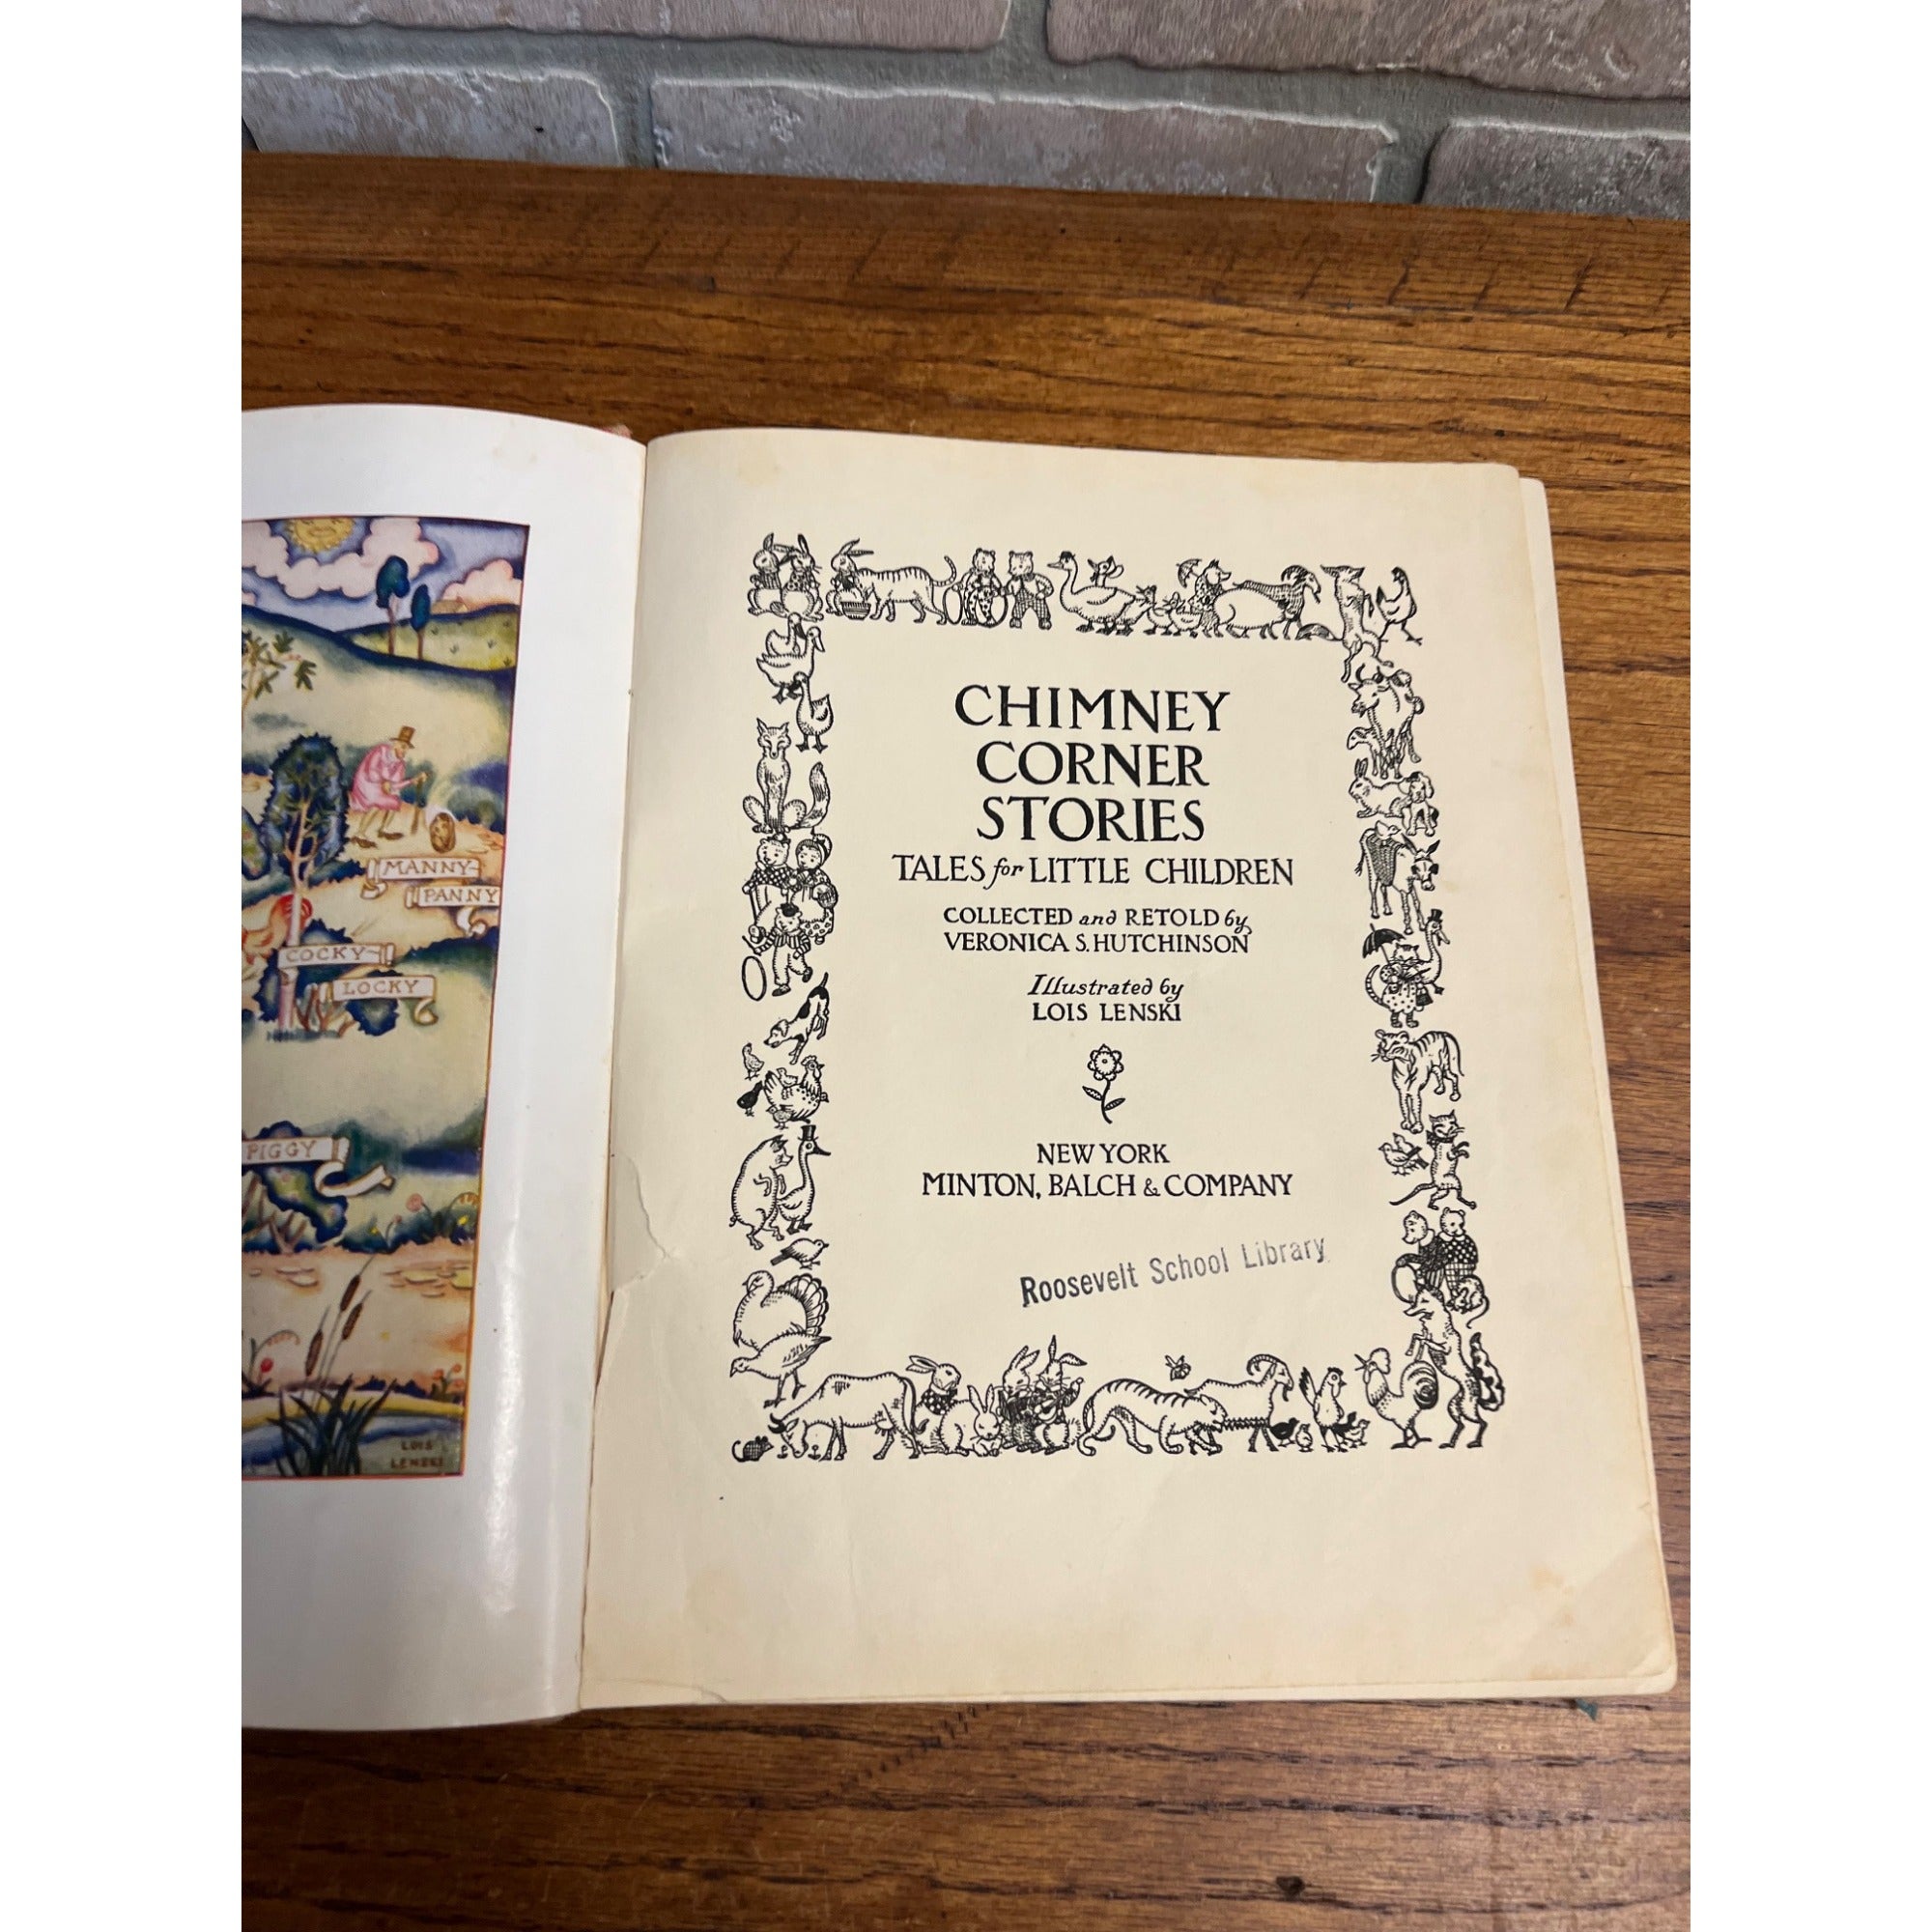 MANNY-
PANNY
COCKY-
LOCKY
PIGGY
LOIS
LENSKI
CHIMNEY
CORNER
STORIES
TALES for LITTLE CHILDREN
COLLECTED and RETOLD by
VERONICA S. HUTCHINSON
Illustrated by
LOIS LENSKI
NEW YORK
MINTON, BALCH & COMPANY
Roosevelt School Library